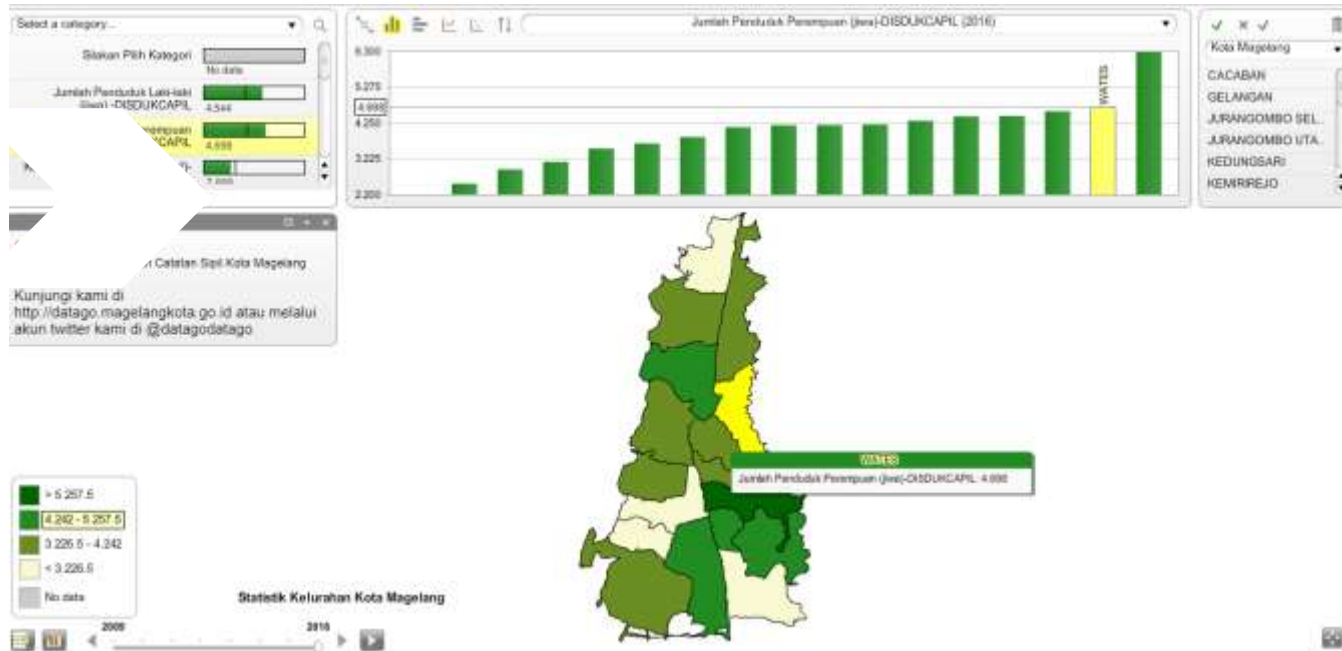 Select a category...
Silakan Pilih Kategori
No data
Jumlah Penduduk Laki-laki
(jiwa) -DISDUKCAPIL
4,544
Perempuan
CAPIL
4,698
Jumlah Penduduk Perempuan (jiwa)-DISDUKCAPIL (2016)
6.300
5.275
4.698
4.250
3.225
2.200
WATES
Kota Magelang
CACABAN
GELANGAN
JURANGOMBO SEL..
JURANGOMBO UTA..
KEDUNGSARI
KEMIRIREJO
Catatan Sipil Kota Magelang
Kunjungi kami di
http://datago.magelangkota.go.id atau melalui
akun twitter kami di @datagodatago
WATES
Jumlah Penduduk Perempuan (jiwa)-DISDUKCAPIL: 4.698
> 5.257.5
4.242 - 5.257.5
3.226.5 - 4.242
< 3.226.5
No data
Statistik Kelurahan Kota Magelang
2009
2016